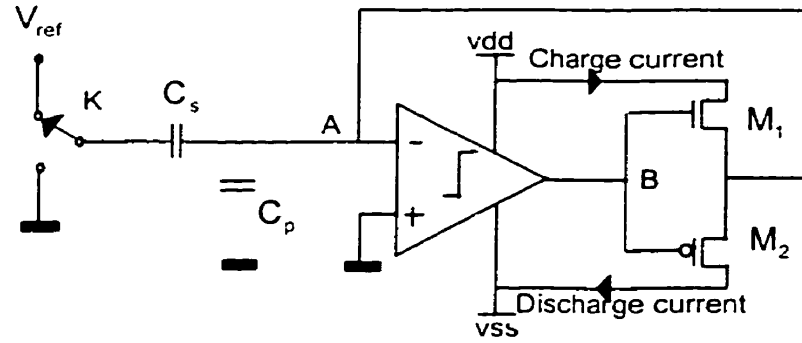 V_ref
K
C_s
A
C_p
-
+
vdd
Charge current
B
M_1
M_2
Discharge current
vss